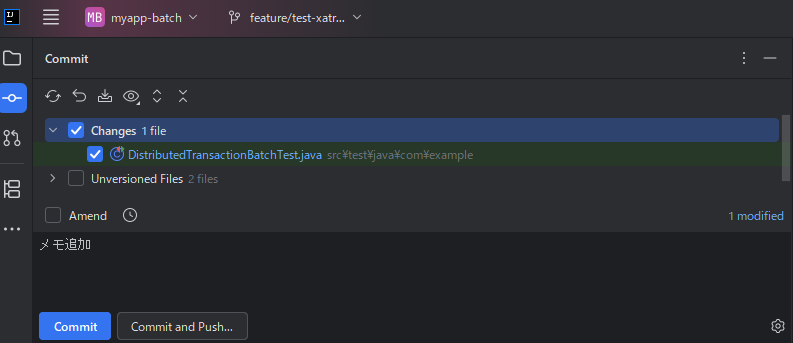 IJ
MB myapp-batch feature/test-xatr...
Commit
Changes 1 file
DistributedTransactionBatchTest.java src¥test¥java¥com¥example
Unversioned Files 2 files
Amend 1 modified
メモ追加
Commit Commit and Push...